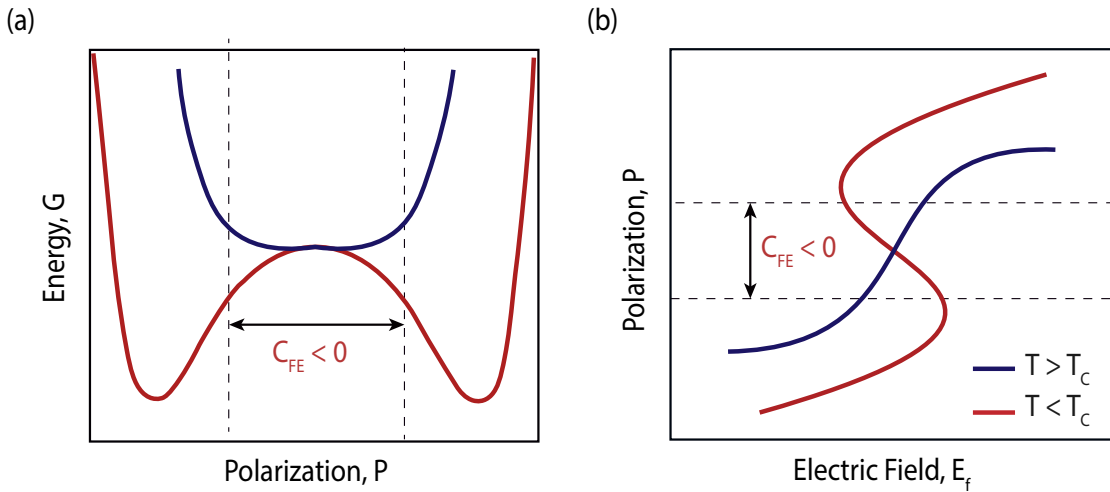 (a)
Energy, G
C_FE < 0
Polarization, P
(b)
Polarization, P
C_FE < 0
T > T_C
T < T_C
Electric Field, E_f